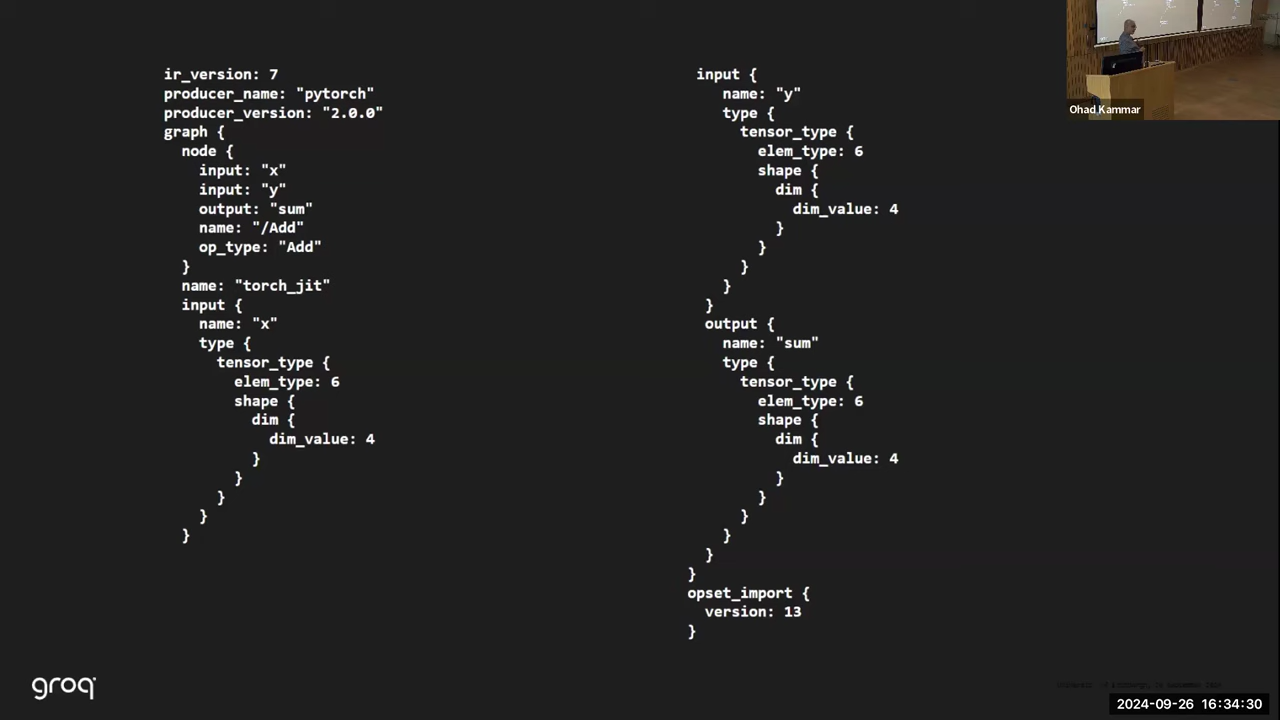 ir_version: 7
producer_name: "pytorch"
producer_version: "2.0.0"
graph {
node {
input: "x"
input: "y"
output: "sum"
name: "/Add"
op_type: "Add"
}
name: "torch_jit"
input {
name: "x"
type {
tensor_type {
elem_type: 6
shape {
dim {
dim_value: 4
}
}
}
}
}
input {
name: "y"
type {
tensor_type {
elem_type: 6
shape {
dim {
dim_value: 4
}
}
}
}
}
output {
name: "sum"
type {
tensor_type {
elem_type: 6
shape {
dim {
dim_value: 4
}
}
}
}
}
}
opset_import {
version: 13
}
groq
Ohad Kammar
2024-09-26 16:34:30